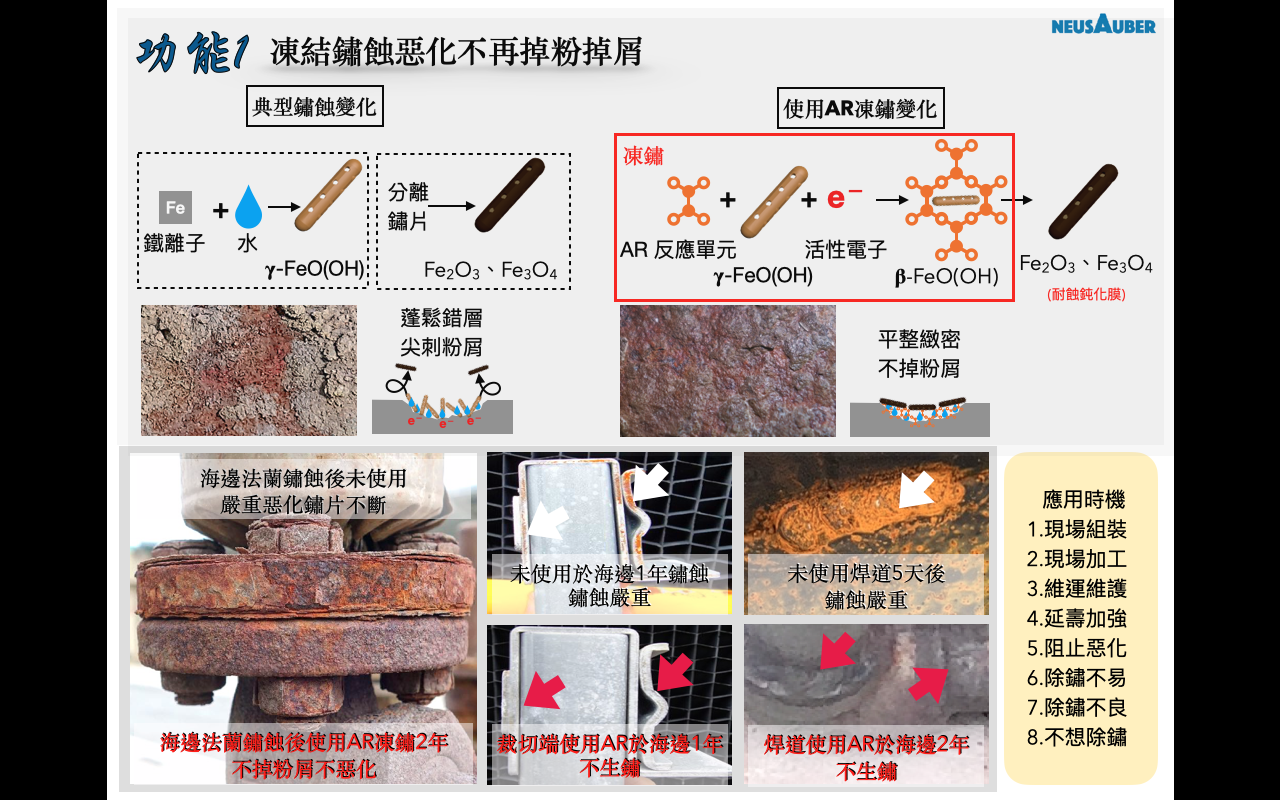 NEUSAUBER
功能1 凍結鏽蝕惡化不再掉粉掉屑
典型鏽蝕變化
Fe
+
鐵離子
水
γ-FeO(OH)
分離
鏽片
Fe₂O₃、Fe₃O₄
蓬鬆錯層
尖刺粉屑
e⁻ e⁻ e⁻
使用AR凍鏽變化
凍鏽
+ + e⁻
AR 反應單元
γ-FeO(OH)
活性電子
β-FeO(OH)
Fe₂O₃、Fe₃O₄
(耐蝕鈍化膜)
平整緻密
不掉粉屑
海邊法蘭鏽蝕後未使用
嚴重惡化鏽片不斷
海邊法蘭鏽蝕後使用AR凍鏽2年
不掉粉屑不惡化
未使用於海邊1年鏽蝕
鏽蝕嚴重
裁切端使用AR於海邊1年
不生鏽
未使用焊道5天後
鏽蝕嚴重
焊道使用AR於海邊2年
不生鏽
應用時機
1.現場組裝
2.現場加工
3.維運維護
4.延壽加強
5.阻止惡化
6.除鏽不易
7.除鏽不良
8.不想除鏽